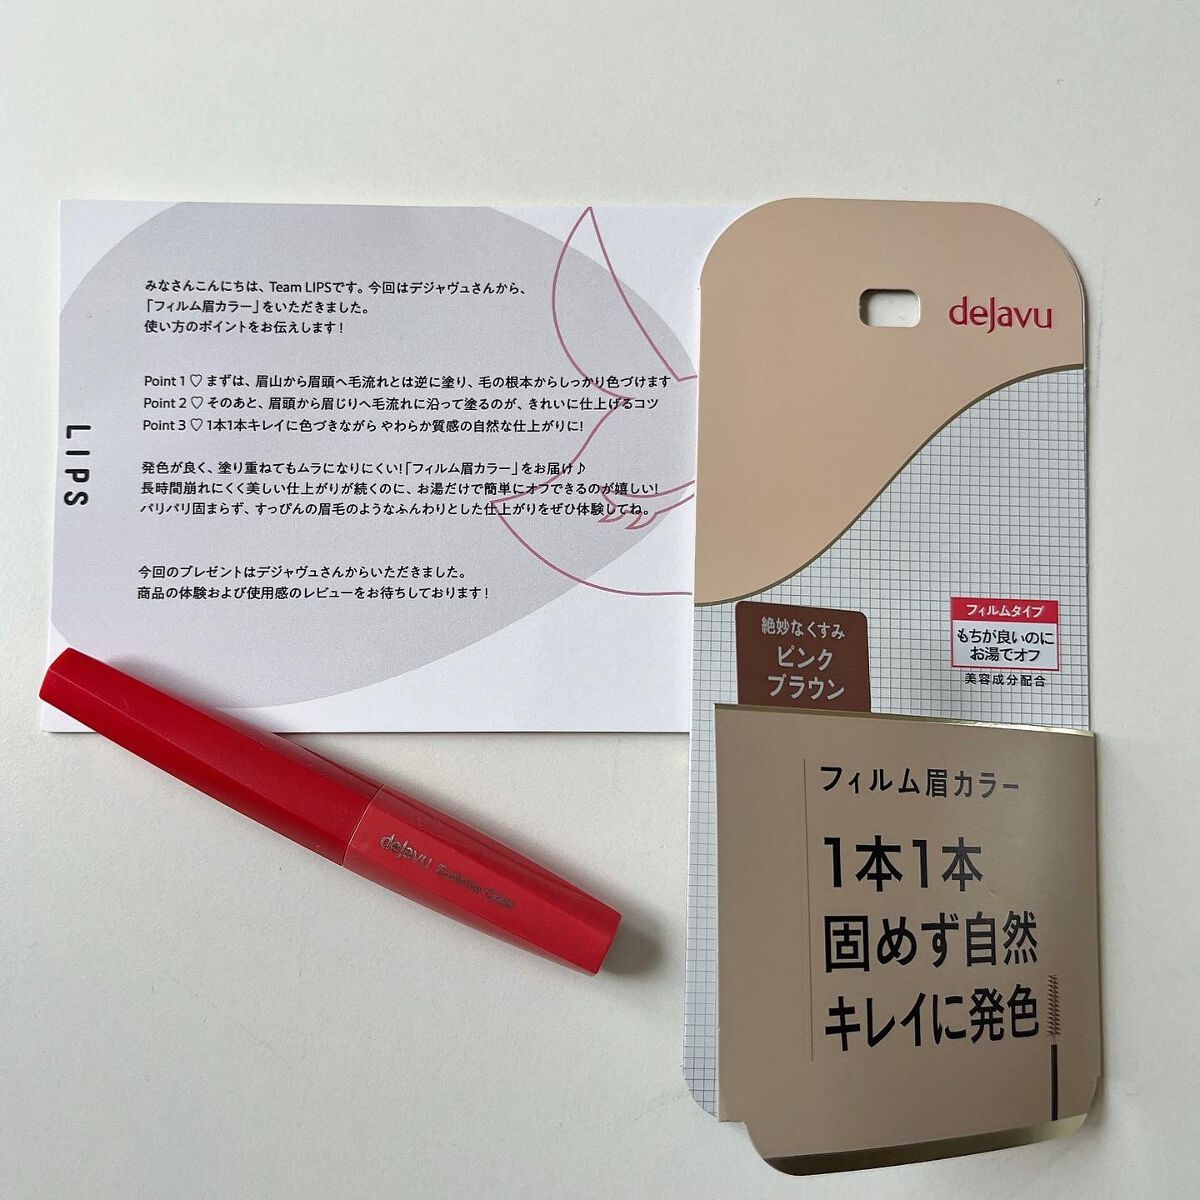 みなさんこんにちは、Team LIPSです。今回はデジャヴュさんから、
「フィルム眉カラー」をいただきました。
使い方のポイントをお伝えします！
Point 1 ♡ まずは、眉山から眉頭へ毛流れとは逆に塗り、毛の根本からしっかり色づけます
Point 2 ♡ そのあと、眉頭から眉じりへ毛流れに沿って塗るのが、きれいに仕上げるコツ
Point 3 ♡ 1本1本キレイに色づきながら やわらか質感の自然な仕上がりに！
発色が良く、塗り重ねてもムラになりにくい！「フィルム眉カラー」をお届け♪
長時間崩れにくく美しい仕上がりが続くのに、お湯だけで簡単にオフできるのが嬉しい！
パリパリ固まらず、すっぴんの眉毛のようなふんわりとした仕上がりをぜひ体験してね。
今回のプレゼントはデジャヴュさんからいただきました。
商品の体験および使用感のレビューをお待ちしております！
LIPS
dejavu
絶妙なくすみ
ピンク
ブラウン
フィルムタイプ
もちが良いのに
お湯でオフ
美容成分配合
フィルム眉カラー
1本1本
固めず自然
キレイに発色
dejavu Eyebrow Color